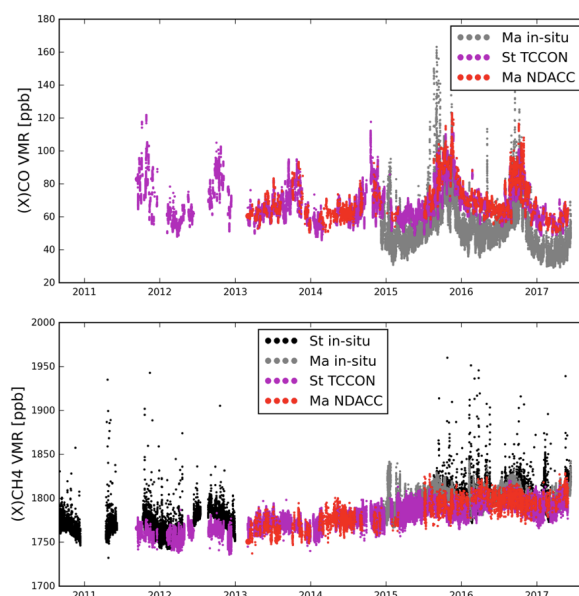 180
160
140
120
100
80
60
40
20
(X)CO VMR [ppb]
Ma in-situ
St TCCON
Ma NDACC
2011 2012 2013 2014 2015 2016 2017
2000
1950
1900
1850
1800
1750
1700
(X)CH4 VMR [ppb]
St in-situ
Ma in-situ
St TCCON
Ma NDACC
2011 2012 2013 2014 2015 2016 2017